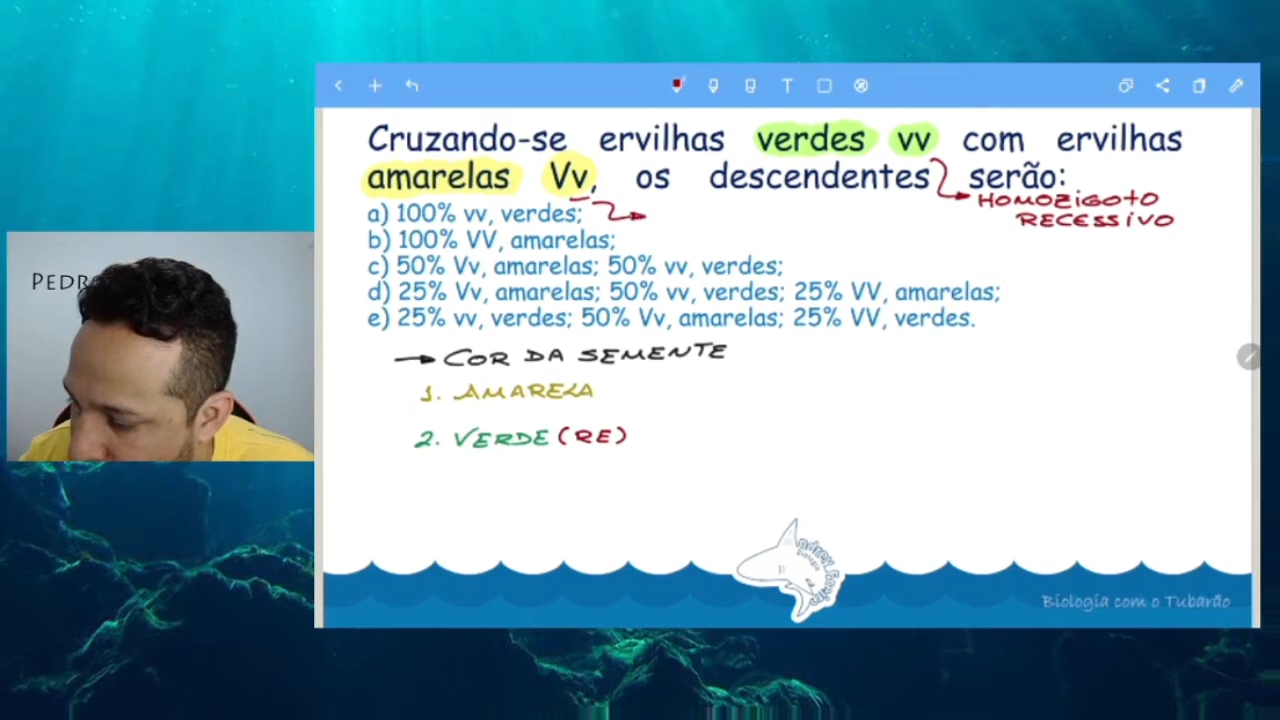 Cruzando-se ervilhas verdes vv com ervilhas
amarelas Vv, os descendentes serão:
HOMOZIGOTO
RECESSIVO
a) 100% vv, verdes;
b) 100% VV, amarelas;
c) 50% Vv, amarelas; 50% vv, verdes;
d) 25% Vv, amarelas; 50% vv, verdes; 25% VV, amarelas;
e) 25% vv, verdes; 50% Vv, amarelas; 25% VV, verdes.
COR DA SEMENTE
1. AMARELA
2. VERDE (RE)
Biologia com o Tubarão